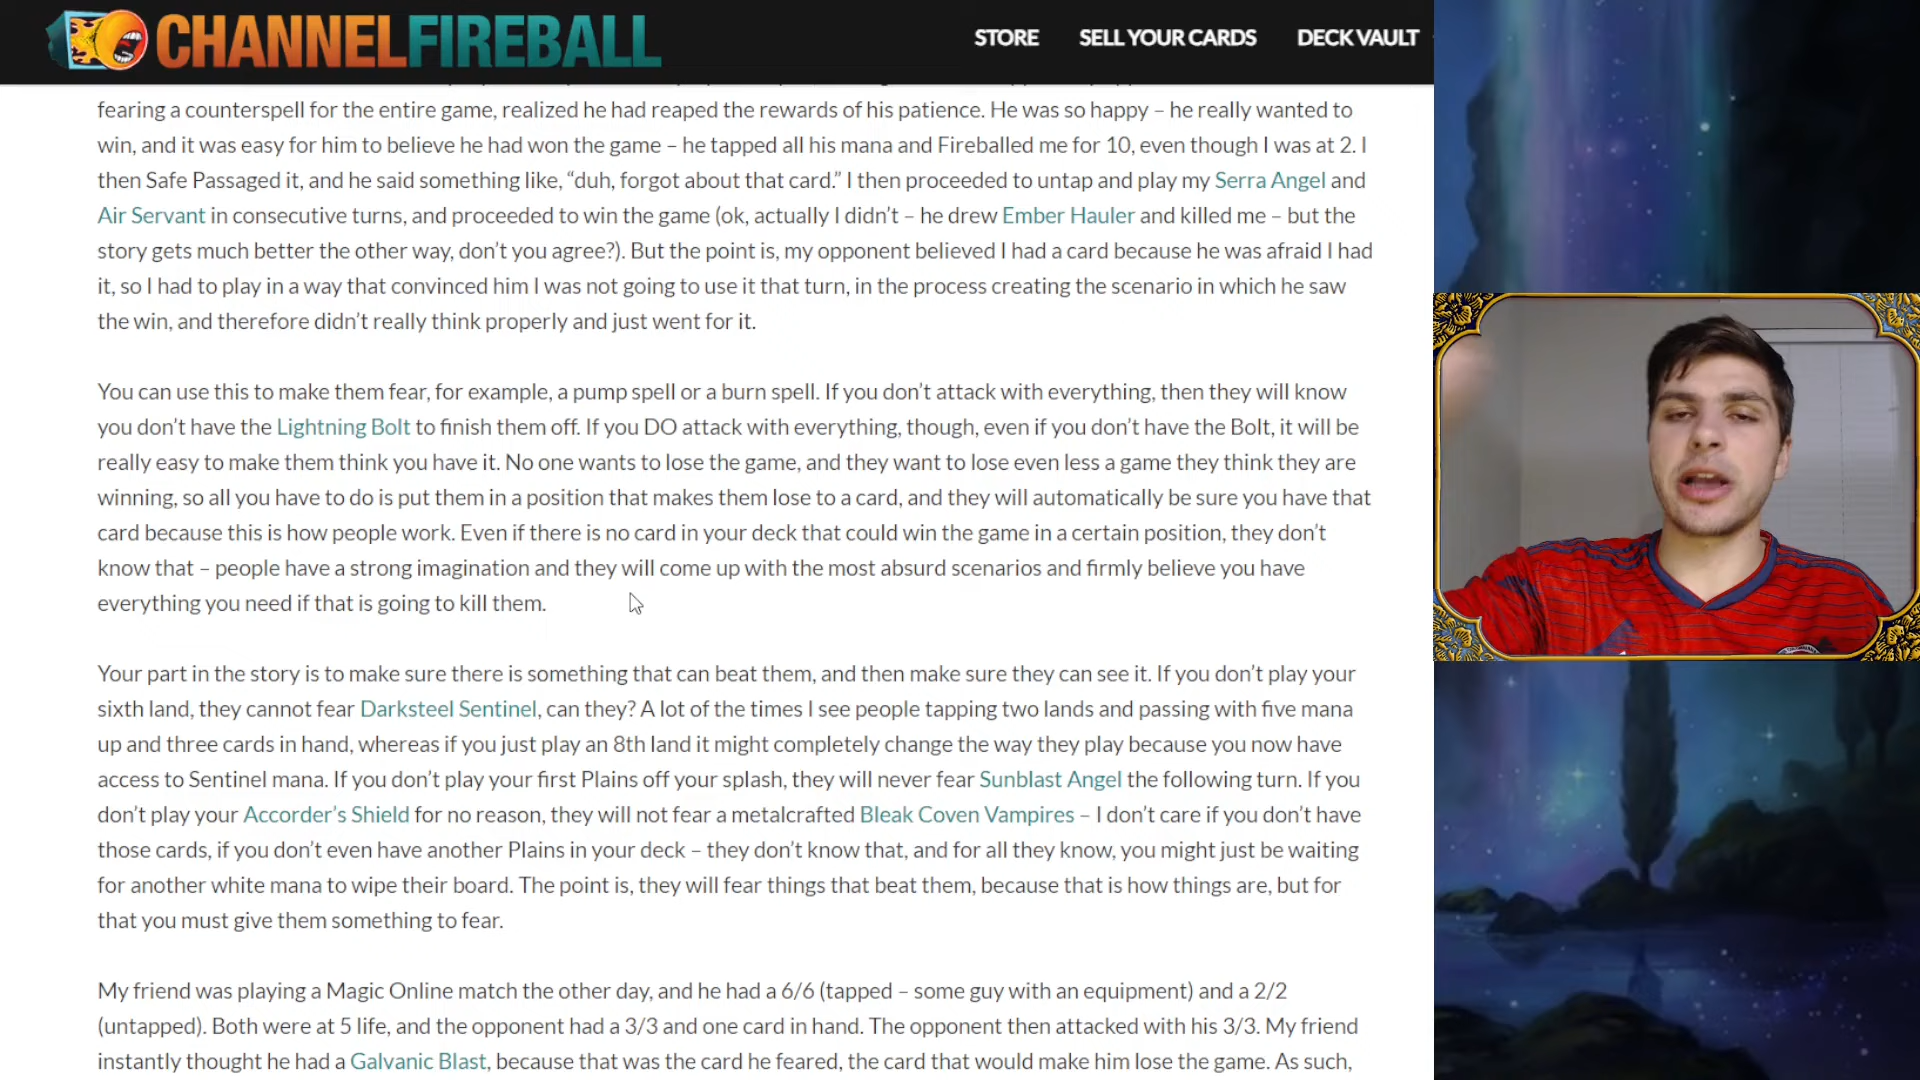 CHANNELFIREBALL
STORE SELL YOUR CARDS DECK VAULT
fearing a counterspell for the entire game, realized he had reaped the rewards of his patience. He was so happy – he really wanted to
win, and it was easy for him to believe he had won the game – he tapped all his mana and Fireballed me for 10, even though I was at 2. I
then Safe Passaged it, and he said something like, “duh, forgot about that card.” I then proceeded to untap and play my Serra Angel and
Air Servant in consecutive turns, and proceeded to win the game (ok, actually I didn’t – he drew Ember Hauler and killed me – but the
story gets much better the other way, don’t you agree?). But the point is, my opponent believed I had a card because he was afraid I had
it, so I had to play in a way that convinced him I was not going to use it that turn, in the process creating the scenario in which he saw
the win, and therefore didn’t really think properly and just went for it.
You can use this to make them fear, for example, a pump spell or a burn spell. If you don’t attack with everything, then they will know
you don’t have the Lightning Bolt to finish them off. If you DO attack with everything, though, even if you don’t have the Bolt, it will be
really easy to make them think you have it. No one wants to lose the game, and they want to lose even less a game they think they are
winning, so all you have to do is put them in a position that makes them lose to a card, and they will automatically be sure you have that
card because this is how people work. Even if there is no card in your deck that could win the game in a certain position, they don’t
know that – people have a strong imagination and they will come up with the most absurd scenarios and firmly believe you have
everything you need if that is going to kill them.
Your part in the story is to make sure there is something that can beat them, and then make sure they can see it. If you don’t play your
sixth land, they cannot fear Darksteel Sentinel, can they? A lot of the times I see people tapping two lands and passing with five mana
up and three cards in hand, whereas if you just play an 8th land it might completely change the way they play because you now have
access to Sentinel mana. If you don’t play your first Plains off your splash, they will never fear Sunblast Angel the following turn. If you
don’t play your Accorder’s Shield for no reason, they will not fear a metalcrafted Bleak Coven Vampires – I don’t care if you don’t have
those cards, if you don’t even have another Plains in your deck – they don’t know that, and for all they know, you might just be waiting
for another white mana to wipe their board. The point is, they will fear things that beat them, because that is how things are, but for
that you must give them something to fear.
My friend was playing a Magic Online match the other day, and he had a 6/6 (tapped – some guy with an equipment) and a 2/2
(untapped). Both were at 5 life, and the opponent had a 3/3 and one card in hand. The opponent then attacked with his 3/3. My friend
instantly thought he had a Galvanic Blast, because that was the card he feared, the card that would make him lose the game. As such,